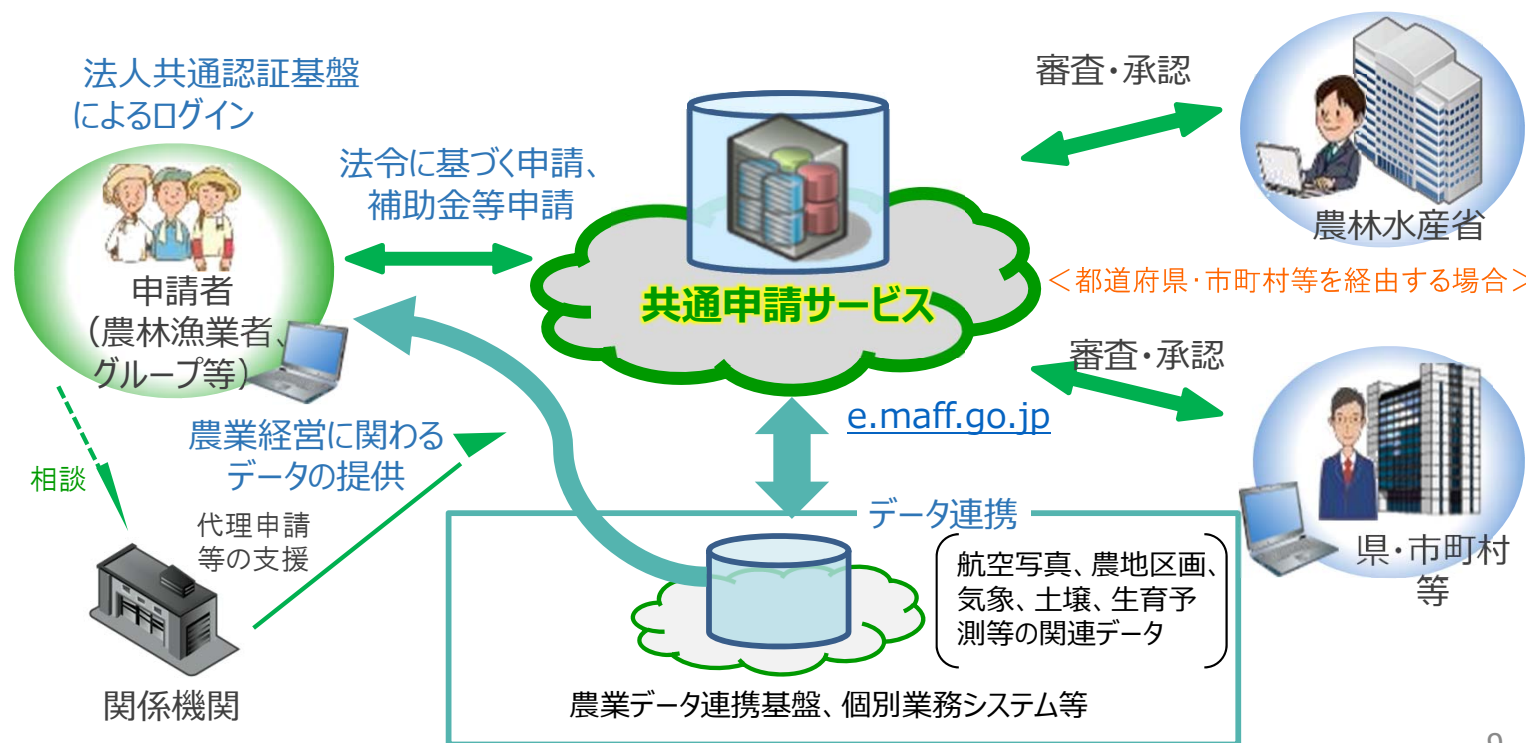 法人共通認証基盤
によるログイン
法令に基づく申請、
補助金等申請
審査・承認
農林水産省
共通申請サービス
＜都道府県・市町村等を経由する場合＞
申請者
（農林漁業者、
グループ等）
審査・承認
e.maff.go.jp
農業経営に関わる
データの提供
相談
代理申請
等の支援
データ連携
航空写真、農地区画、
気象、土壌、生育予
測等の関連データ
県・市町村
等
関係機関
農業データ連携基盤、個別業務システム等